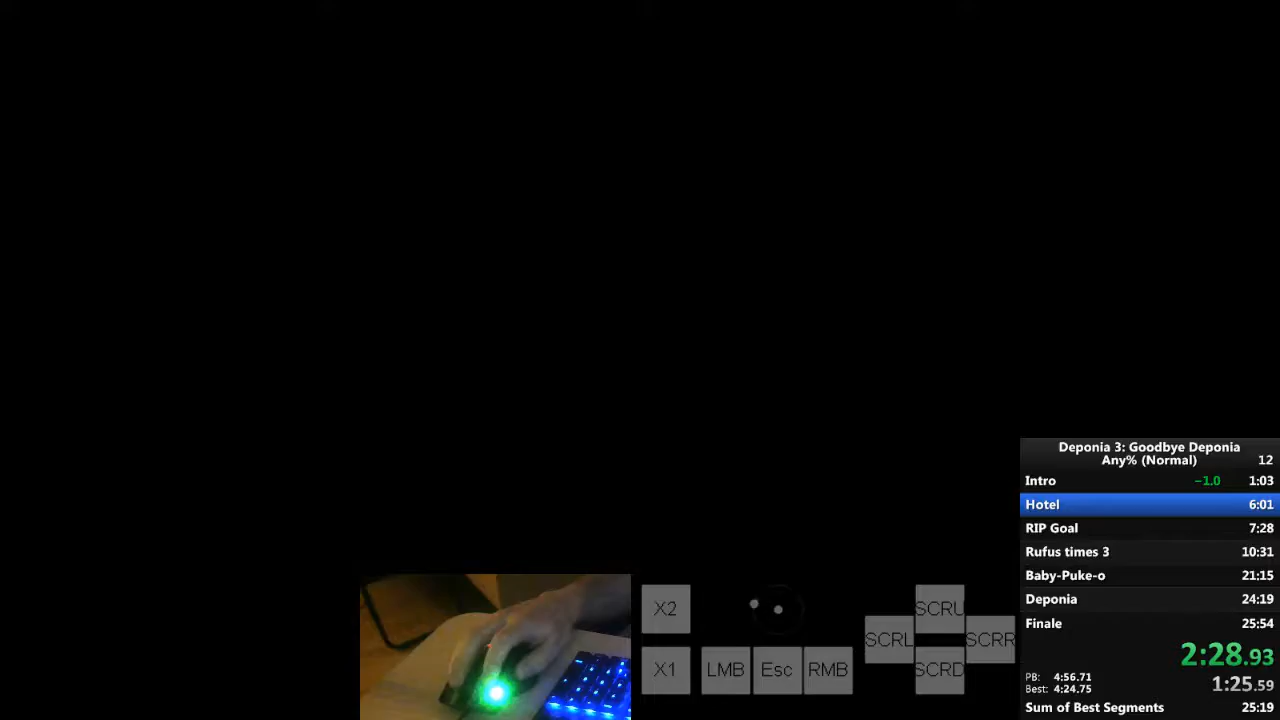 Deponia 3: Goodbye Deponia
Any% (Normal) 12
Intro −1.0 1:03
Hotel 6:01
RIP Goal 7:28
Rufus times 3 10:31
Baby-Puke-o 21:15
Deponia 24:19
Finale 25:54
2:28.93
PB: 4:56.71
Best: 4:24.75
1:25.59
Sum of Best Segments 25:19
X2
SCRU
SCRL SCRR
X1 LMB Esc RMB SCRD